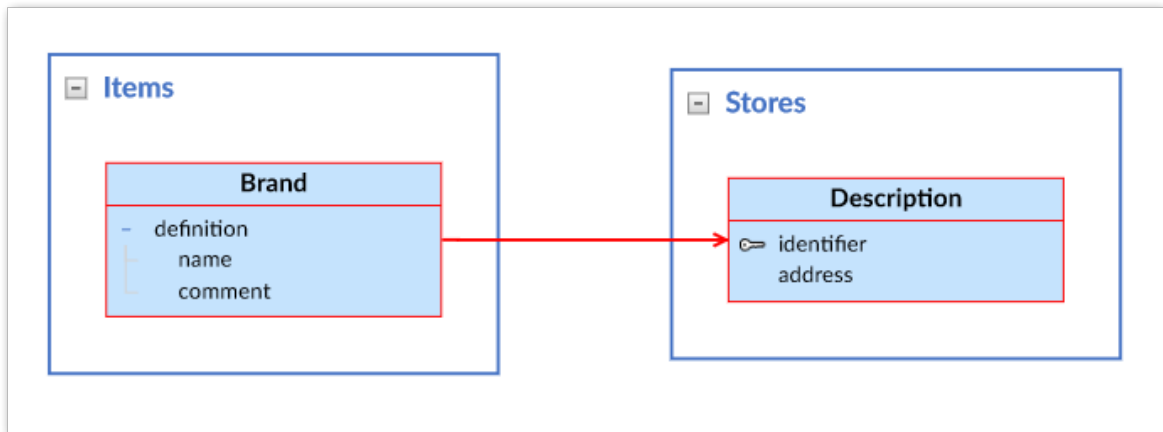 Items
Brand
definition
name
comment
Stores
Description
identifier
address